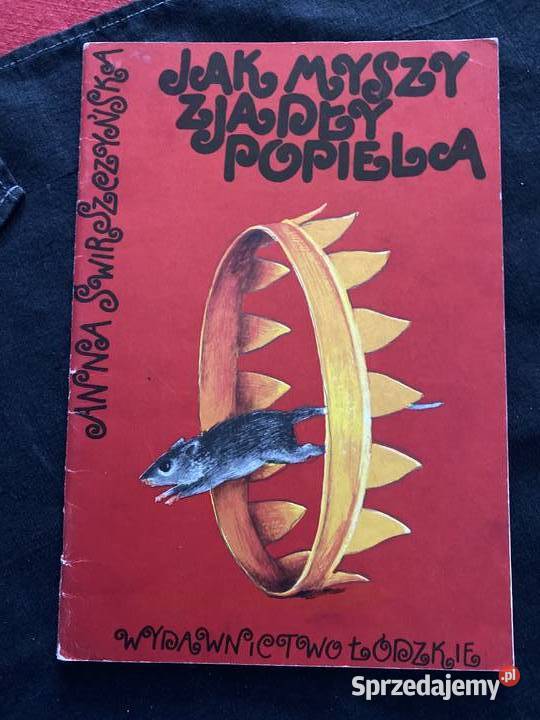 JAK MYSZY
ZJADŁY
POPIELA
ANNA ŚWIRSZCZYŃSKA
WYDAWNICTWO ŁÓDZKIE
Sprzedajemy.pl